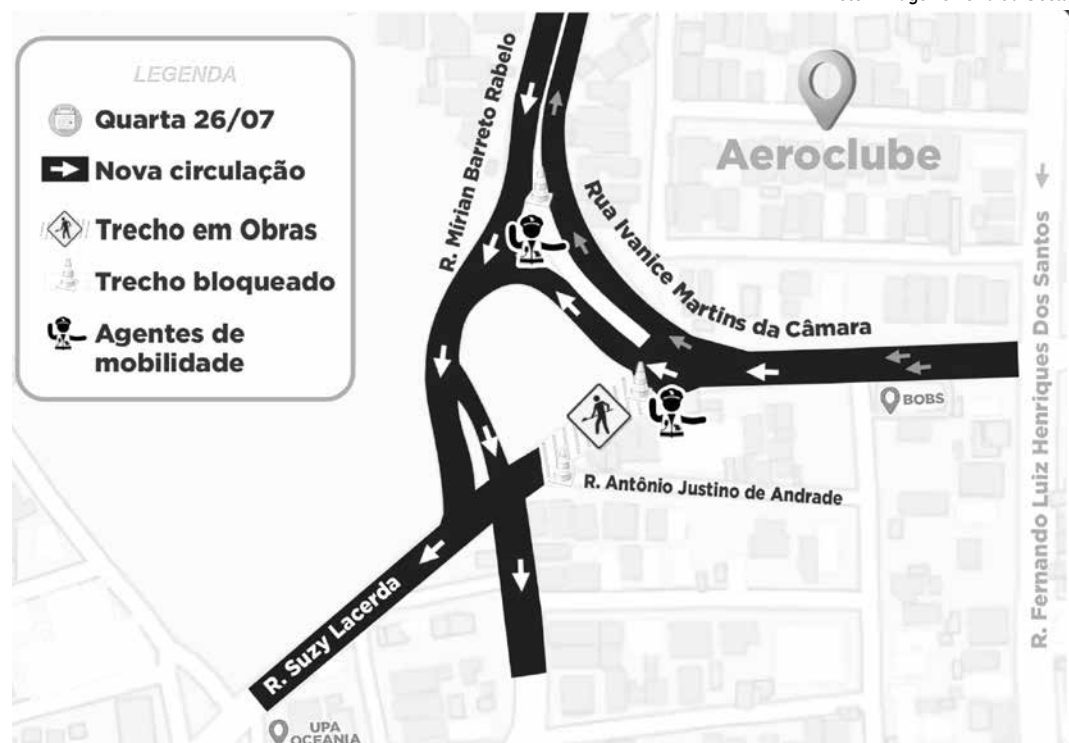 LEGENDA
Quarta 26/07
Nova circulação
Trecho em Obras
Trecho bloqueado
Agentes de
mobilidade
R. Mírian Barreto Rabelo
Aeroclube
Rua Ivanice Martins da Câmara
R. Fernando Luiz Henriques Dos Santos
BOBS
R. Antônio Justino de Andrade
R. Suzy Lacerda
UPA
OCEANIA